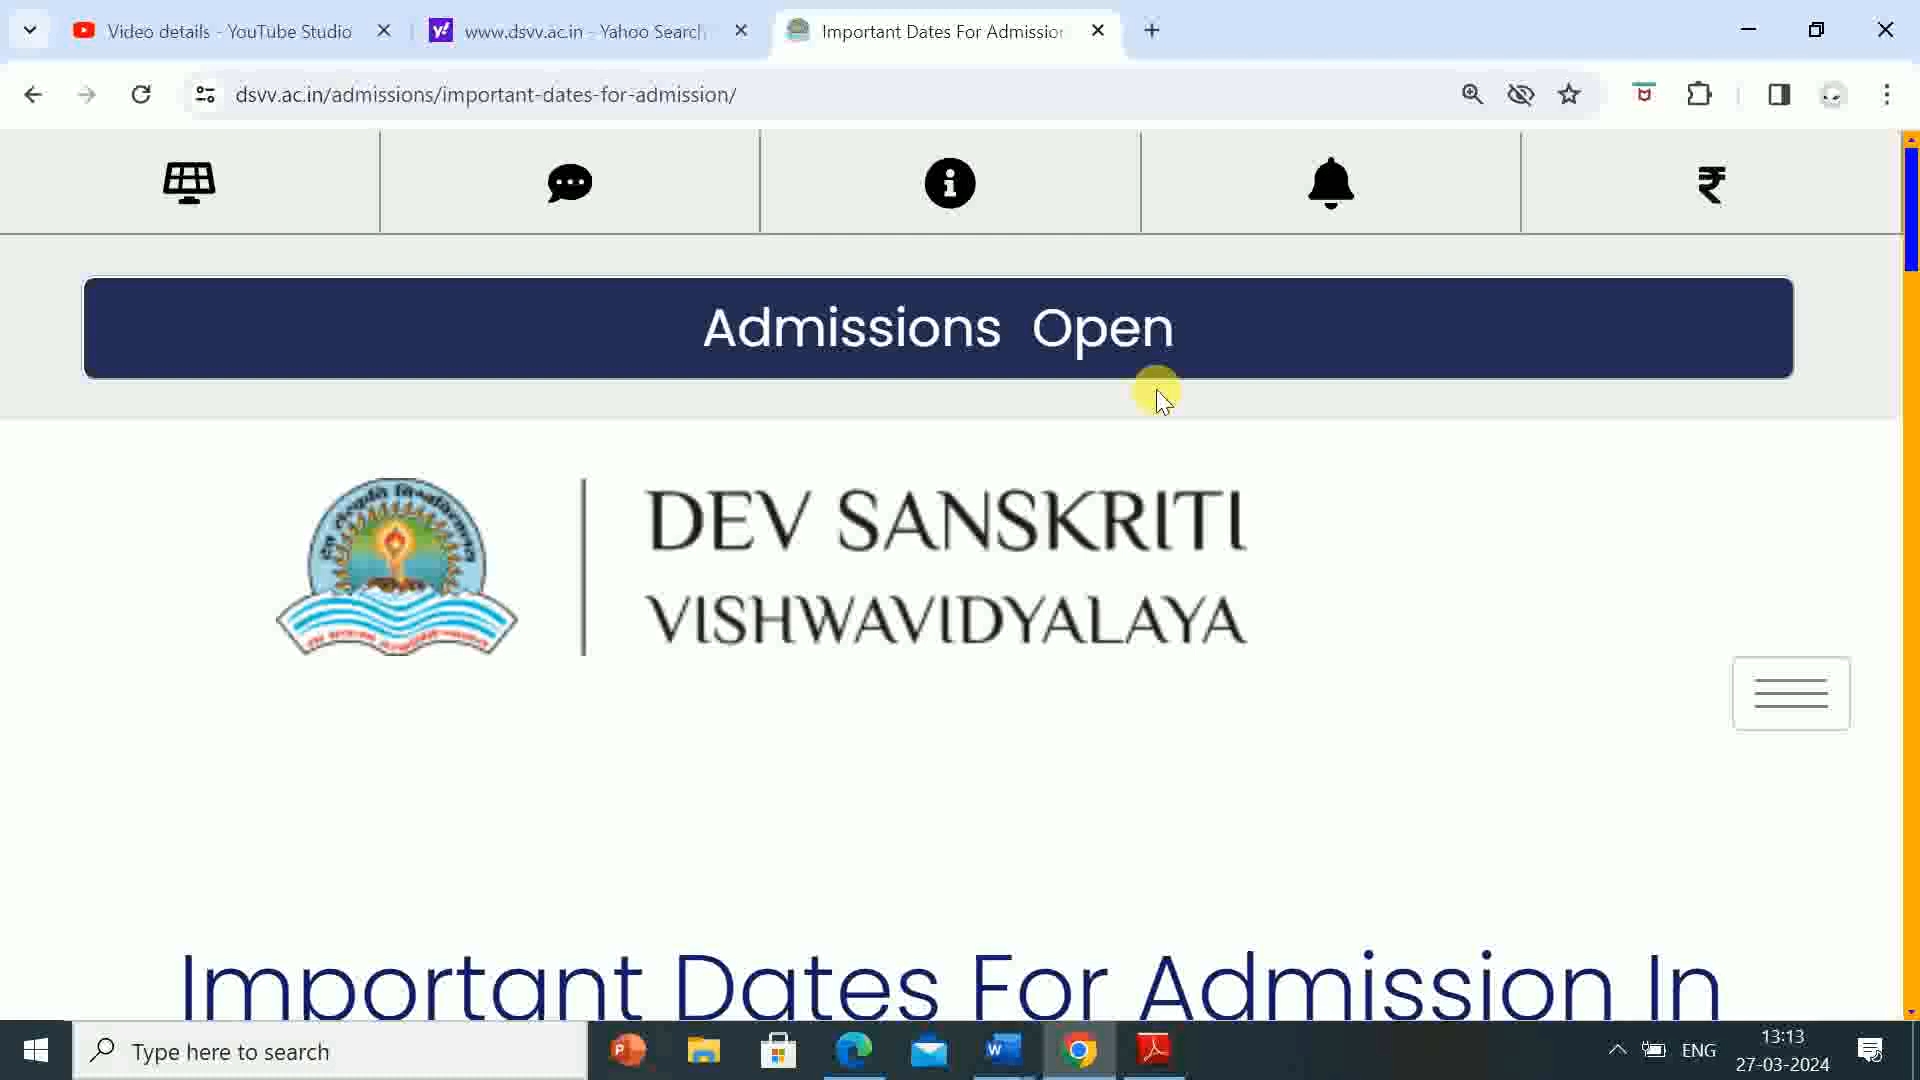 Video details - YouTube Studio
www.dsvv.ac.in - Yahoo Search
Important Dates For Admission
dsvv.ac.in/admissions/important-dates-for-admission/
Admissions Open
DEV SANSKRITI
VISHWAVIDYALAYA
Important Dates For Admission In
Type here to search
ENG
13:13
27-03-2024